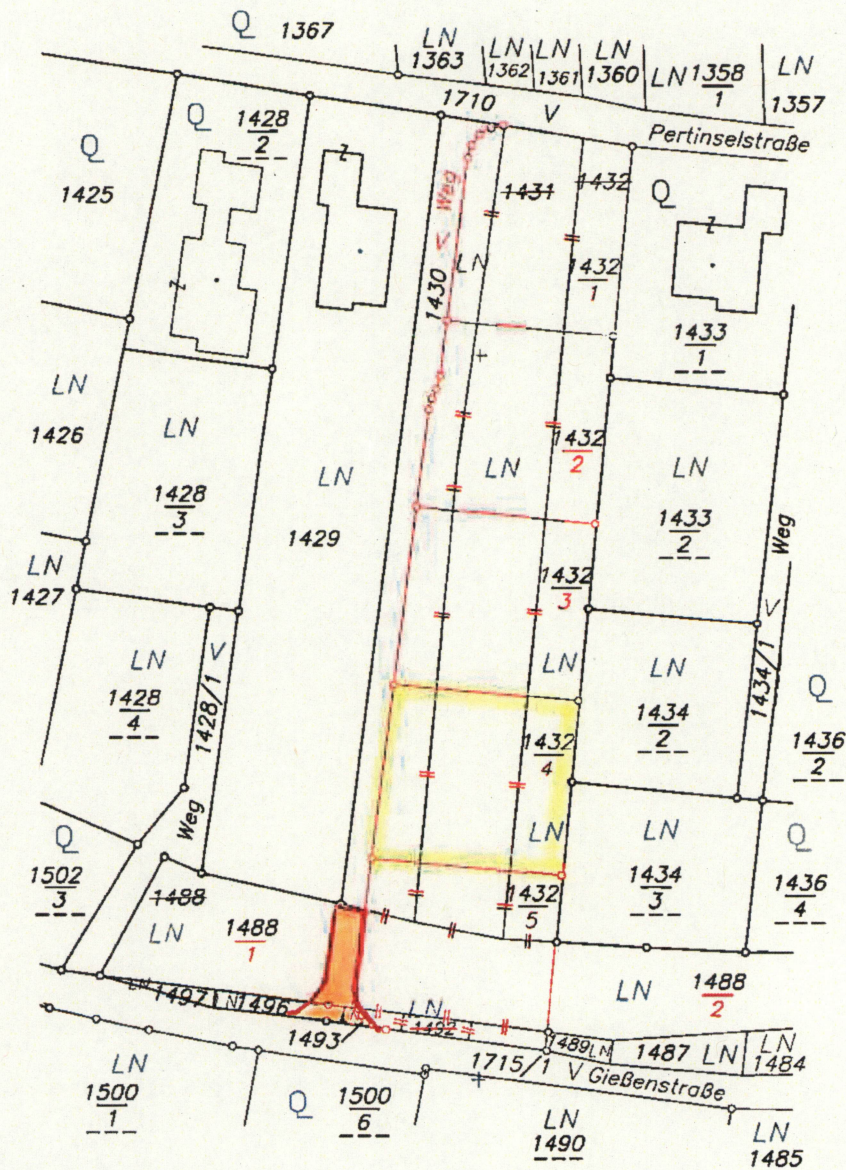 Q 1367
LN
1363
LN
1362
LN
1361
LN
1360
LN 1358
1
LN
1357
1710 V
Pertinselstraße
Q
1425
Q 1428
2
z
z
Weg
1430
LN
1431
1432
1432
1
Q
z
1433
1
LN
1426
LN
1428
3
LN
1429
LN
1432
2
LN
1433
2
Weg
LN
1427
1432
3
LN
1428
4
1428/1 V
Weg
LN
1432
4
LN
LN
1434
2
1434/1 V
Q
1436
2
Q
1502
3
1488
LN
1488
1
1432
5
LN
1434
3
Q
1436
4
LN
1488
2
LN
1497
LN
1496
1493
LN
1492
1489 LN
1487 LN
LN
1484
1715/1 V Gießenstraße
LN
1500
1
Q 1500
6
LN
1490
LN
1485